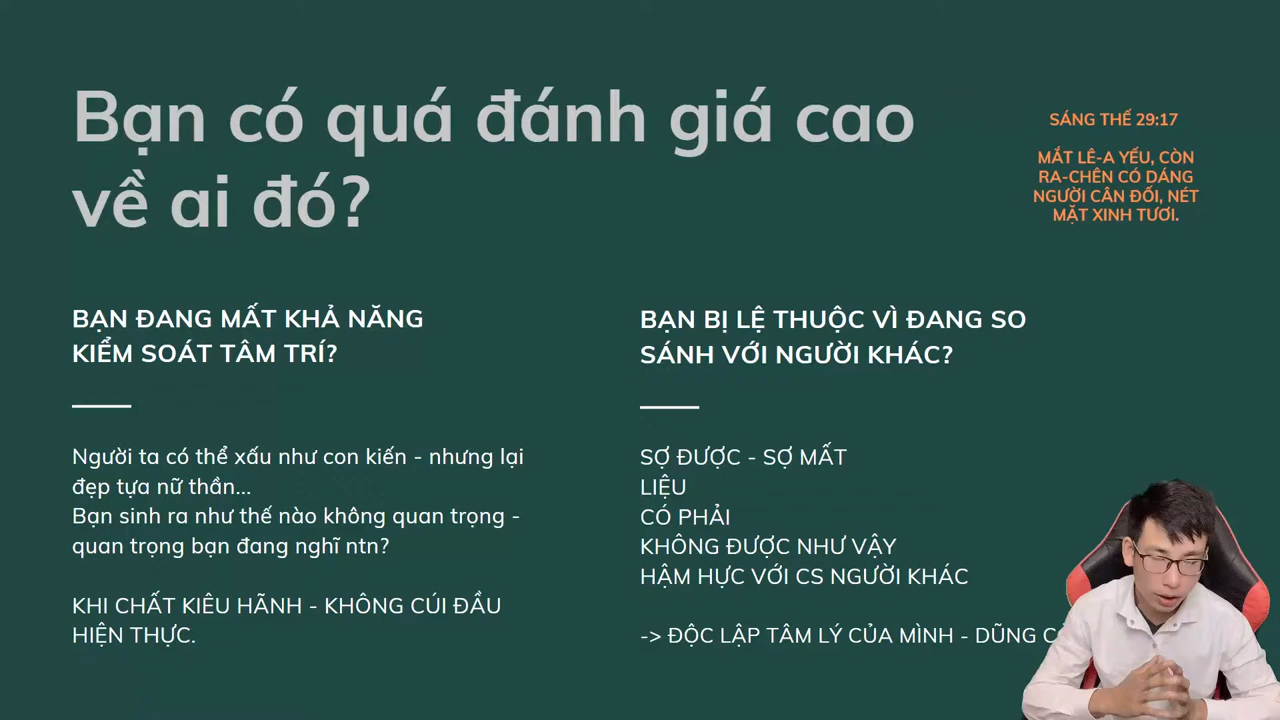 Bạn có quá đánh giá cao
về ai đó?
SÁNG THẾ 29:17
MẮT LÊ-A YẾU, CÒN
RA-CHÊN CÓ DÁNG
NGƯỜI CÂN ĐỐI, NÉT
MẶT XINH TƯƠI.
BẠN ĐANG MẤT KHẢ NĂNG
KIỂM SOÁT TÂM TRÍ?
Người ta có thể xấu như con kiến - nhưng lại
đẹp tựa nữ thần...
Bạn sinh ra như thế nào không quan trọng -
quan trọng bạn đang nghĩ ntn?
KHI CHẤT KIÊU HÃNH - KHÔNG CÚI ĐẦU
HIỆN THỰC.
BẠN BỊ LỆ THUỘC VÌ ĐANG SO
SÁNH VỚI NGƯỜI KHÁC?
SỢ ĐƯỢC - SỢ MẤT
LIỆU
CÓ PHẢI
KHÔNG ĐƯỢC NHƯ VẬY
HẬM HỰC VỚI CS NGƯỜI KHÁC
-> ĐỘC LẬP TÂM LÝ CỦA MÌNH - DŨNG